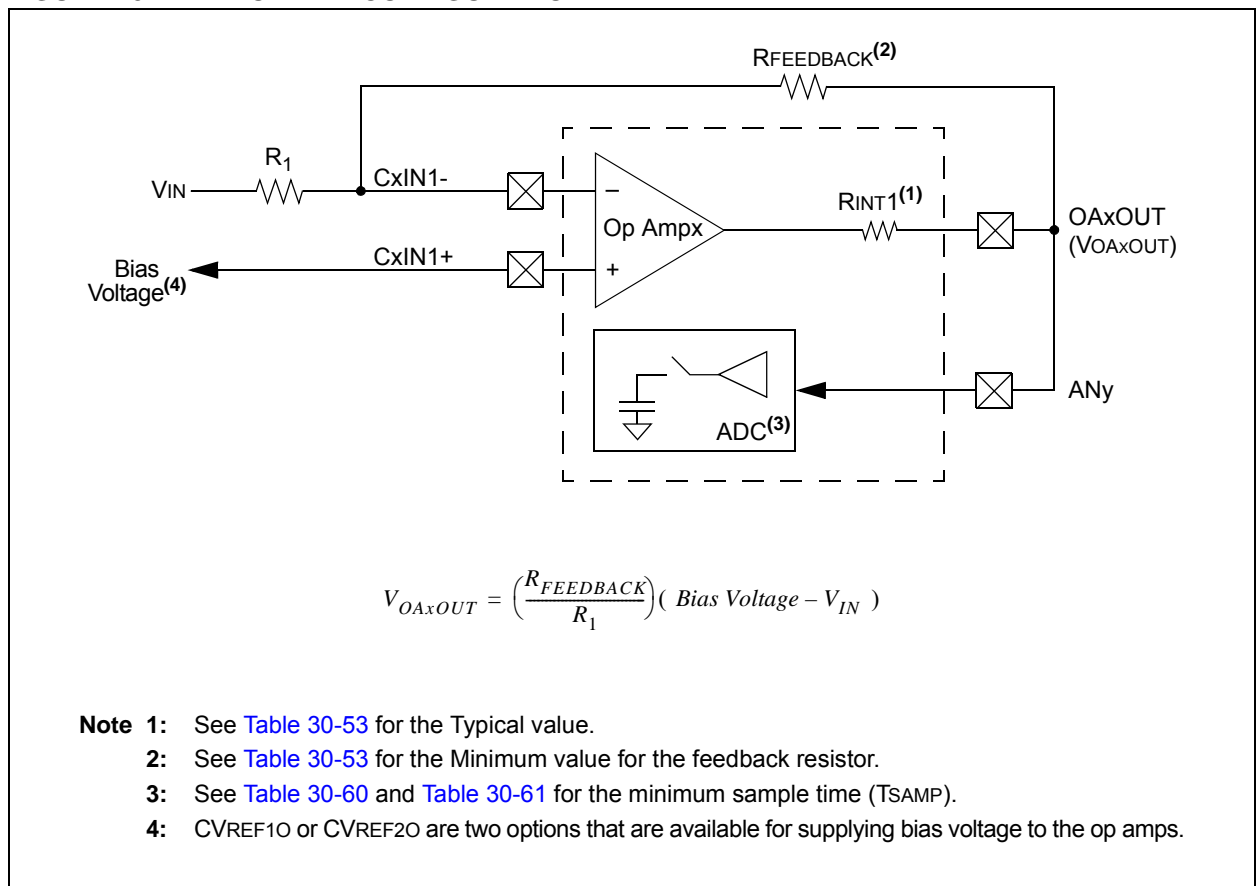 RFEEDBACK(2)
R1
VIN
CxIN1-
–
Op Ampx
+
RINT1(1)
OAxOUT
(VOAxOUT)
CxIN1+
Bias
Voltage(4)
ADC(3)
ANy
VOAxOUT = (RFEEDBACK / R1) ( Bias Voltage – VIN )
Note 1: See Table 30-53 for the Typical value.
2: See Table 30-53 for the Minimum value for the feedback resistor.
3: See Table 30-60 and Table 30-61 for the minimum sample time (TSAMP).
4: CVREF1O or CVREF2O are two options that are available for supplying bias voltage to the op amps.